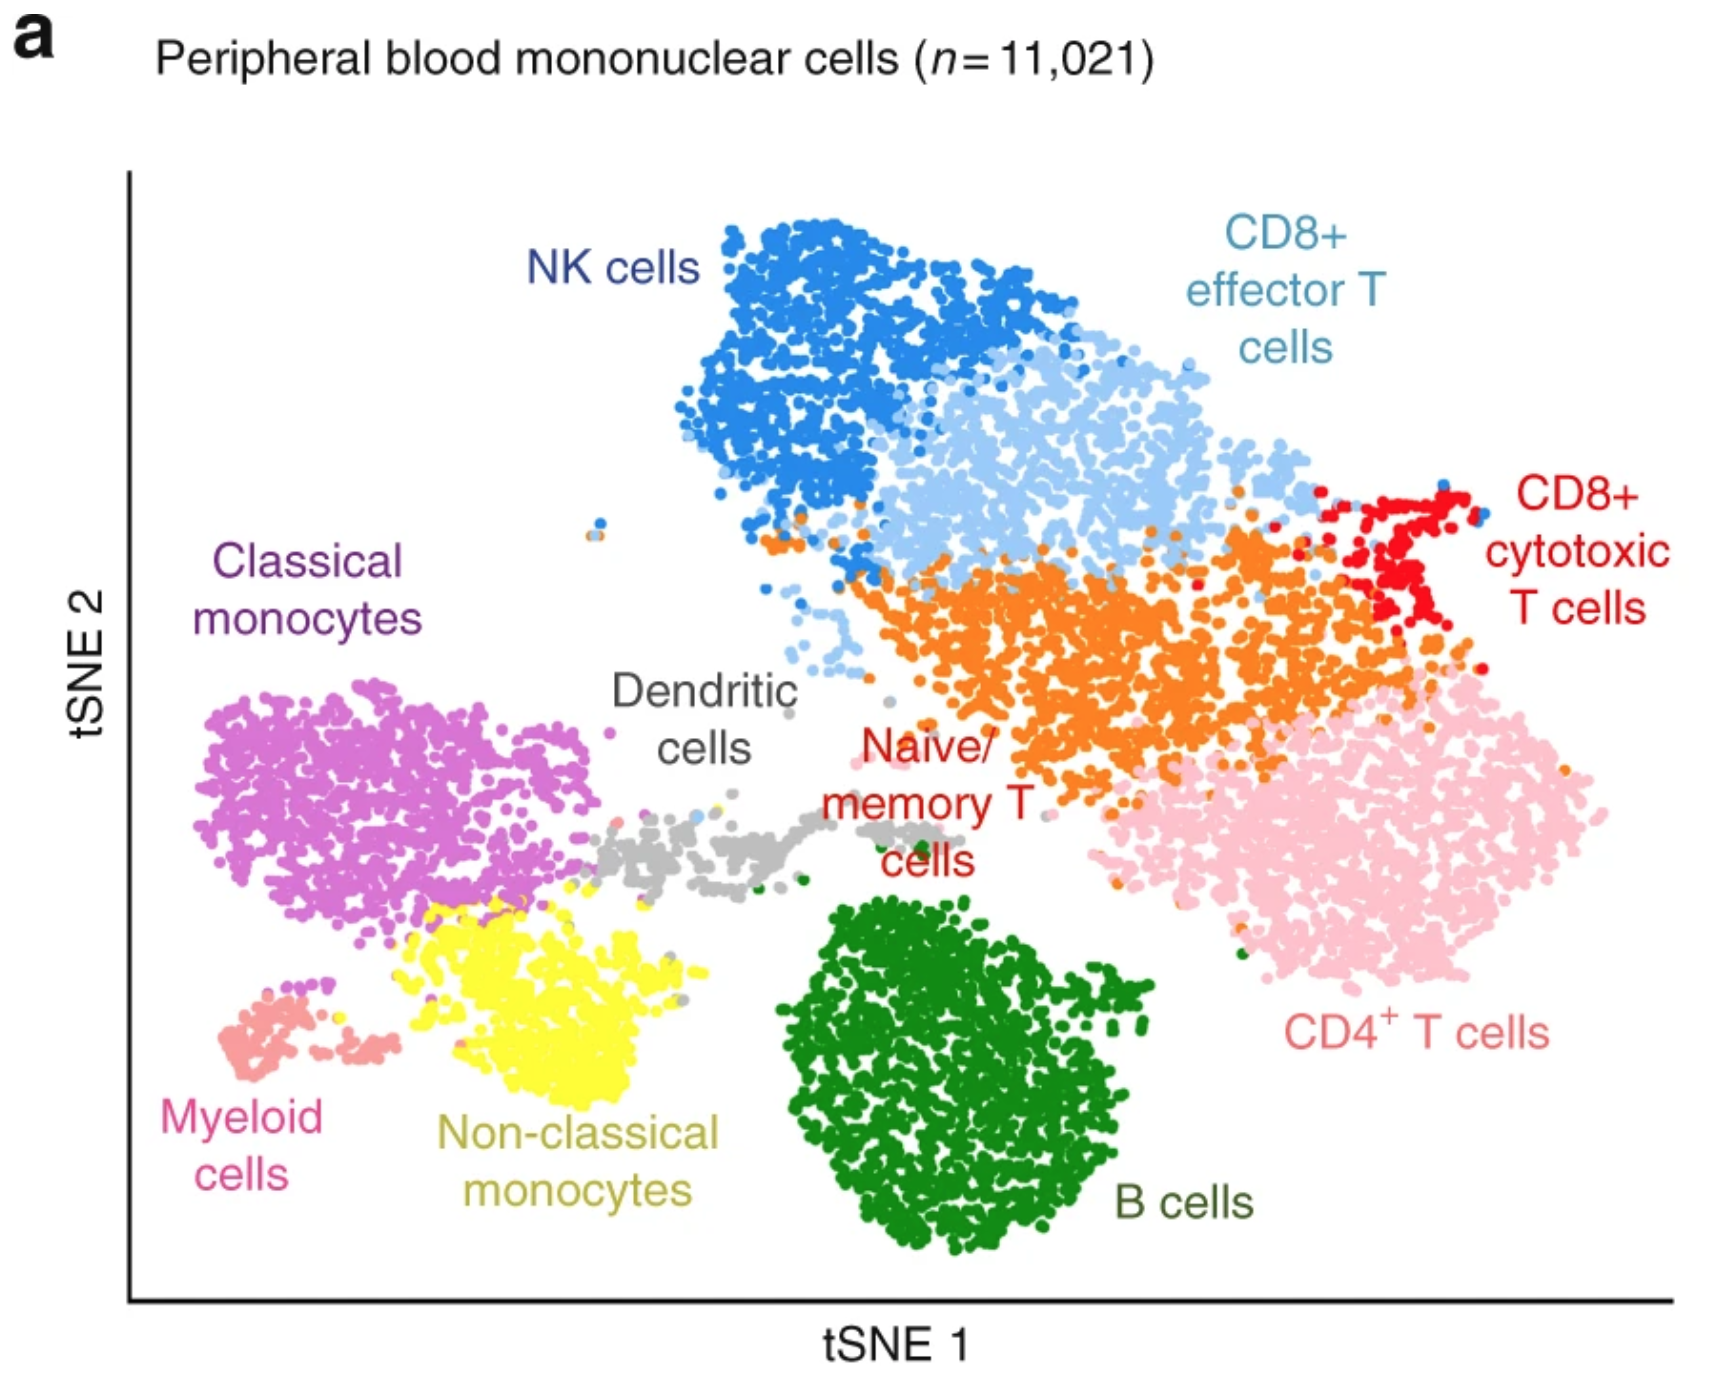 a
Peripheral blood mononuclear cells (n=11,021)
NK cells
CD8+
effector T
cells
CD8+
cytotoxic
T cells
Classical
monocytes
Dendritic
cells
Naive/
memory T
cells
CD4+ T cells
Myeloid
cells
Non-classical
monocytes
B cells
tSNE 2
tSNE 1